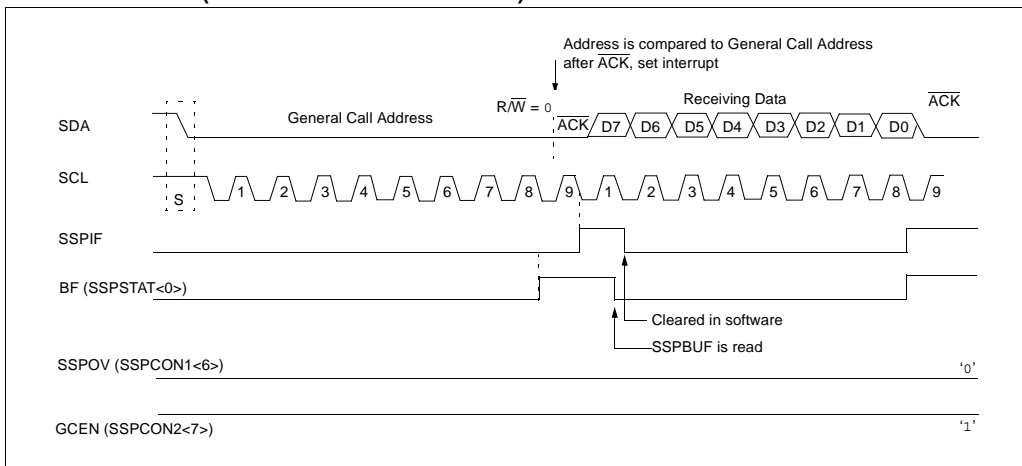 Address is compared to General Call Address
after ACK, set interrupt
R/W = 0
Receiving Data
ACK
SDA
General Call Address
ACK D7 D6 D5 D4 D3 D2 D1 D0
SCL
S
1 2 3 4 5 6 7 8 9 1 2 3 4 5 6 7 8 9
SSPIF
BF (SSPSTAT<0>)
Cleared in software
SSPBUF is read
SSPOV (SSPCON1<6>)
‘0’
GCEN (SSPCON2<7>)
‘1’